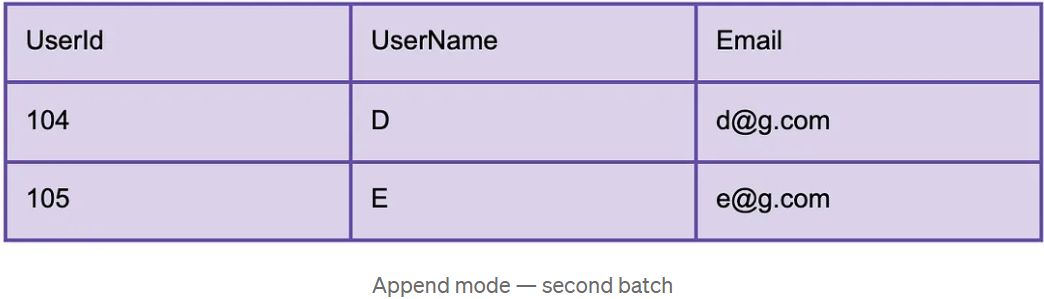 UserId UserName Email
104 D d@g.com
105 E e@g.com
Append mode — second batch